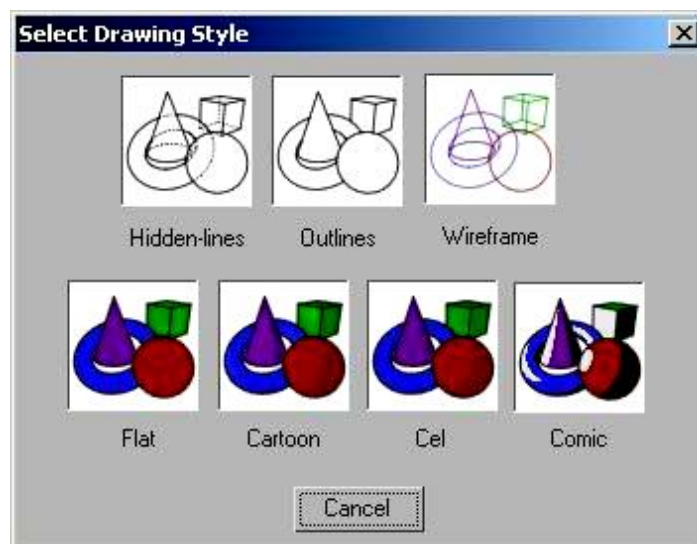 Select Drawing Style
Hidden-lines Outlines Wireframe
Flat Cartoon Cel Comic
Cancel